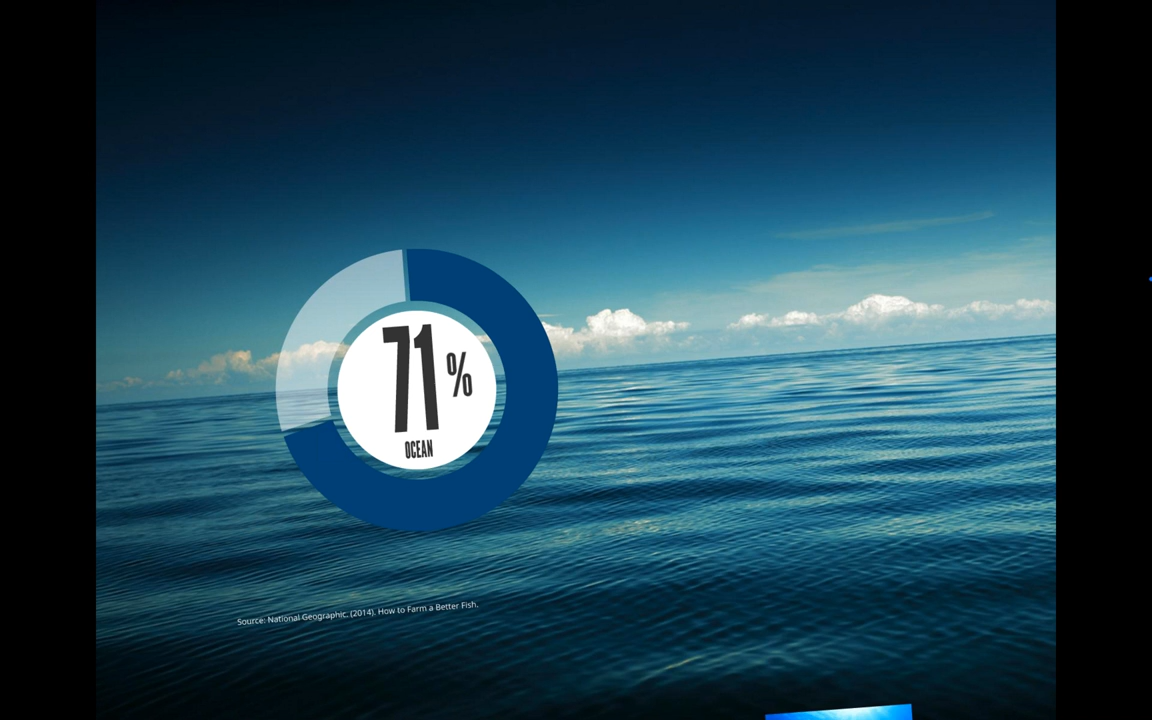 71%
OCEAN
Source: National Geographic. (2014). How to Farm a Better Fish.